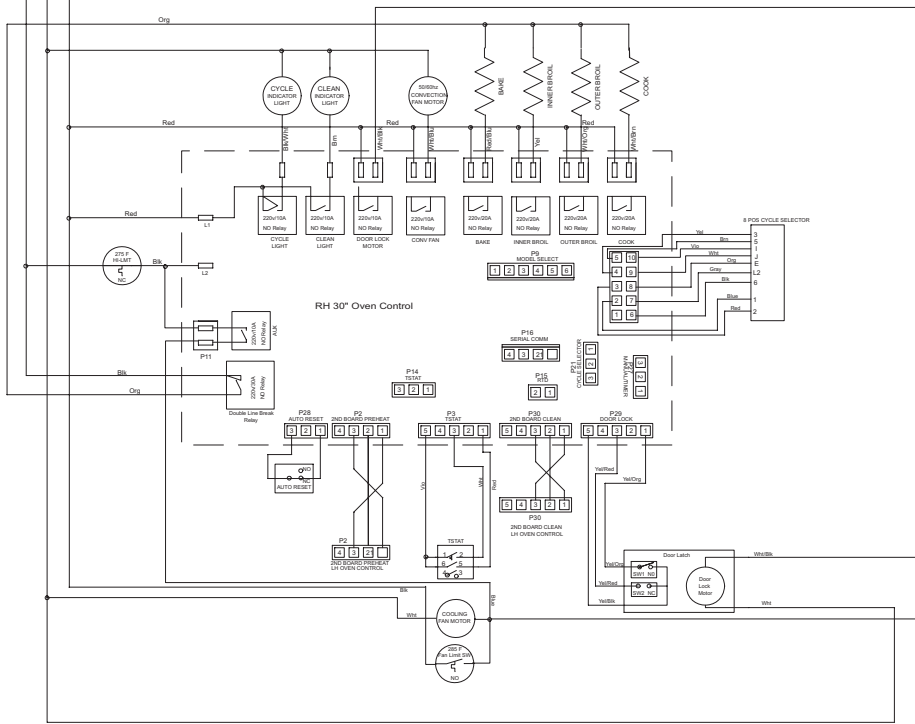 Org
CYCLE
INDICATOR
LIGHT
CLEAN
INDICATOR
LIGHT
50/60hz
CONVECTION
FAN MOTOR
BAKE
INNER BROIL
OUTER BROIL
COOK
Red
Red
Red
Red
Blk/Wht
Brn
Wht/Blk
Wht/Blu
Red/Blu
Yel
Wht/Org
Wht/Brn
Red
L1
220v/10A
NO Relay
CYCLE
LIGHT
220v/10A
NO Relay
CLEAN
LIGHT
220v/10A
NO Relay
DOOR LOCK
MOTOR
220v/10A
NO Relay
CONV FAN
220v/20A
NO Relay
BAKE
220v/20A
NO Relay
INNER BROIL
220v/20A
NO Relay
OUTER BROIL
220v/20A
NO Relay
COOK
8 POS CYCLE SELECTOR
Yel
Brn
Vio
Wht
Org
Gray
Blk
Blue
Red
3
5
I
J
E
L2
6
1
2
5 10
4 9
3 8
2 7
1 6
275 F
HI-LMT
NC
Blk
L2
P9
MODEL SELECT
1 2 3 4 5 6
RH 30" Oven Control
P11
220v/10A
NO Relay
AUX
P16
SERIAL COMM
4 3 21
P21
CYCLE SELECTOR
1
2
3
MANUAL/TIMER
3
2
1
Blk
Org
220V/30A
NO Relay
Double Line Break
Relay
P14
TSTAT
3 2 1
P15
RTD
2 1
P28
AUTO RESET
3 2 1
P2
2ND BOARD PREHEAT
4 3 2 1
P3
TSTAT
5 4 3 2 1
P30
2ND BOARD CLEAN
5 4 3 2 1
P29
DOOR LOCK
5 4 3 2 1
NO
NC
AUTO RESET
Vio
Wht
Red
Yel/Red
Yel/Org
5 4 3 2 1
P30
2ND BOARD CLEAN
LH OVEN CONTROL
P2
4 3 21
2ND BOARD PREHEAT
LH OVEN CONTROL
TSTAT
1 2
6 5
4 3
Door Latch
Wht/Blk
Yel/Org
SW1 N0
Yel/Red
SW2 NC
Yel/Blk
Door
Lock
Motor
Wht
Blk
Blue
Wht
COOLING
FAN MOTOR
285 F
Fan Limit SW
NO